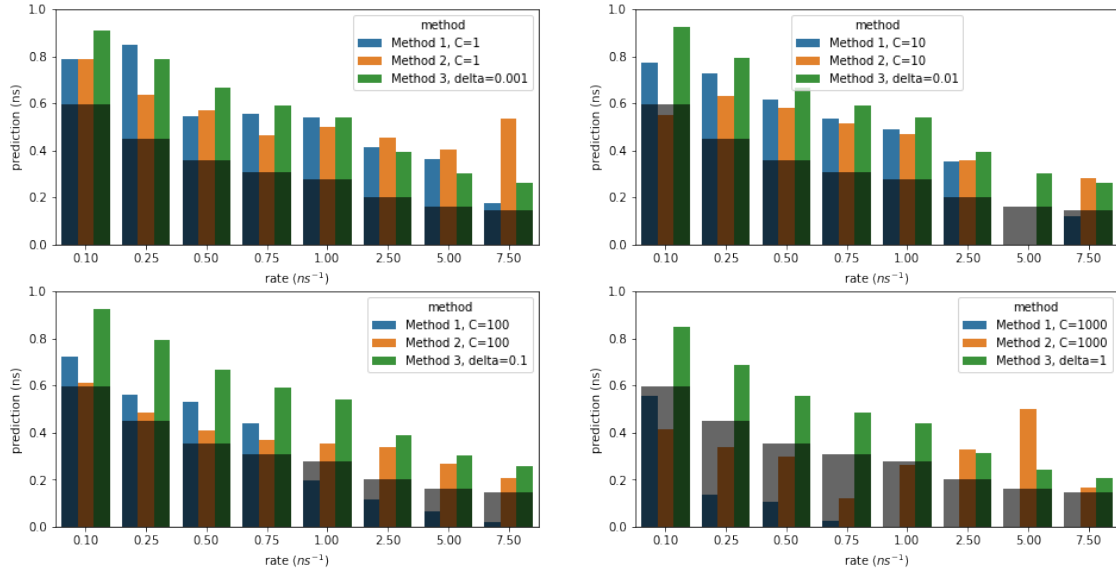 1.0
0.8
0.6
0.4
0.2
0.0
prediction (ns)
method
Method 1, C=1
Method 2, C=1
Method 3, delta=0.001
0.10 0.25 0.50 0.75 1.00 2.50 5.00 7.50
rate (ns⁻¹)
1.0
0.8
0.6
0.4
0.2
0.0
prediction (ns)
method
Method 1, C=10
Method 2, C=10
Method 3, delta=0.01
0.10 0.25 0.50 0.75 1.00 2.50 5.00 7.50
rate (ns⁻¹)
1.0
0.8
0.6
0.4
0.2
0.0
prediction (ns)
method
Method 1, C=100
Method 2, C=100
Method 3, delta=0.1
0.10 0.25 0.50 0.75 1.00 2.50 5.00 7.50
rate (ns⁻¹)
1.0
0.8
0.6
0.4
0.2
0.0
prediction (ns)
method
Method 1, C=1000
Method 2, C=1000
Method 3, delta=1
0.10 0.25 0.50 0.75 1.00 2.50 5.00 7.50
rate (ns⁻¹)